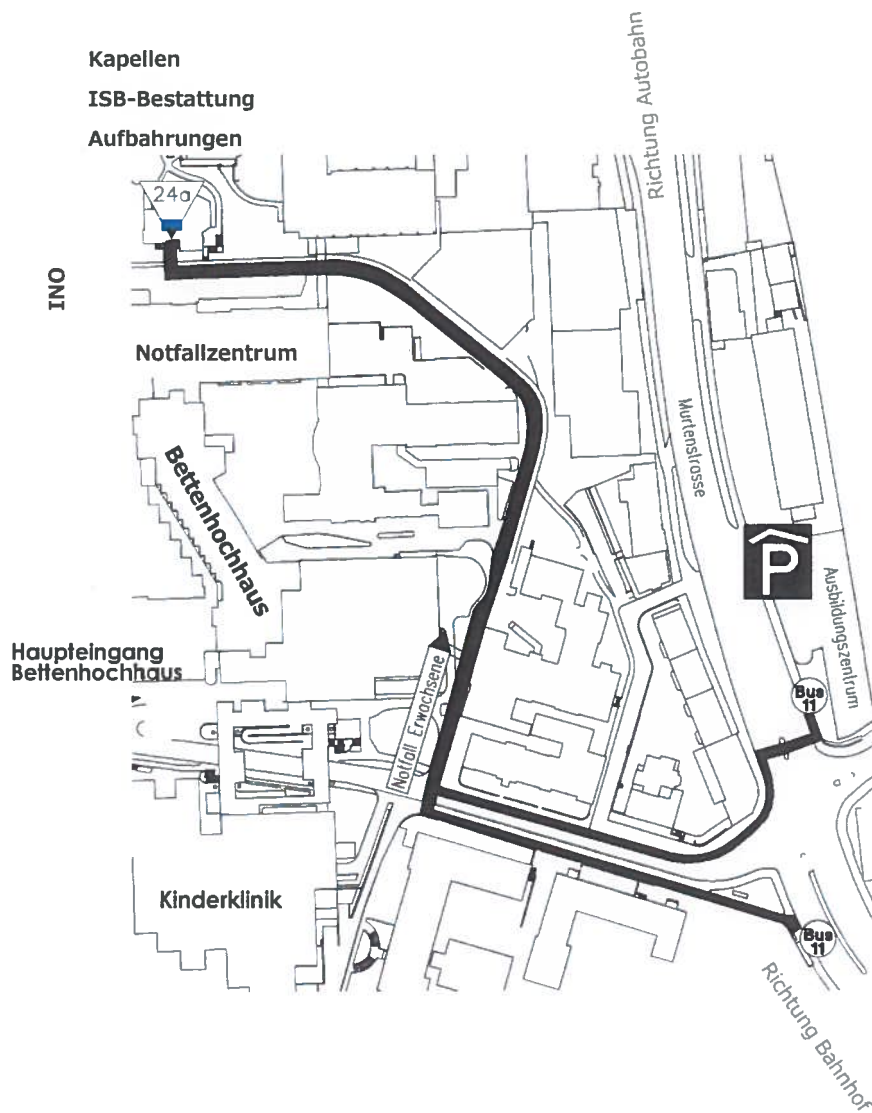 Kapellen
ISB-Bestattung
Aufbahrungen
Richtung Autobahn
24a
INO
Notfallzentrum
Murtenstrasse
Bettenhochhaus
P
Ausbildungszentrum
Haupteingang
Bettenhochhaus
Notfall Erwachsene
Bus
11
Kinderklinik
Bus
11
Richtung Bahnhof